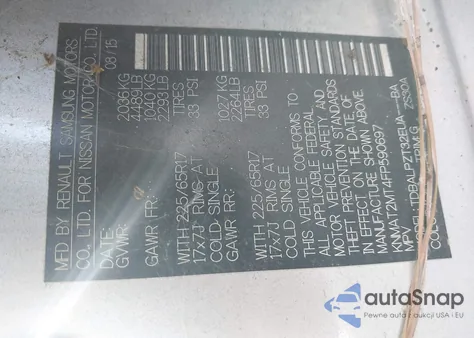 MFD BY RENAULT SAMSUNG MOTORS
CO., LTD. FOR NISSAN MOTOR CO., LTD.
DATE: 08/15
GVWR: 2036KG
4489LB
GAWR FR: 1040KG
2293LB
WITH 225/65R17 TIRES
17x7J RIMS AT 33 PSI
COLD SINGLE
GAWR RR: 1027KG
2264LB
WITH 225/65R17 TIRES
17x7J RIMS AT 33 PSI
COLD SINGLE
THIS VEHICLE CONFORMS TO
ALL APPLICABLE FEDERAL
MOTOR VEHICLE SAFETY AND
THEFT PREVENTION STANDARDS
IN EFFECT ON THE DATE OF
MANUFACTURE SHOWN ABOVE.
KNMAT2MT4FP590697
TRIM:G
autoSnap
Pewne auta z aukcji USA i EU